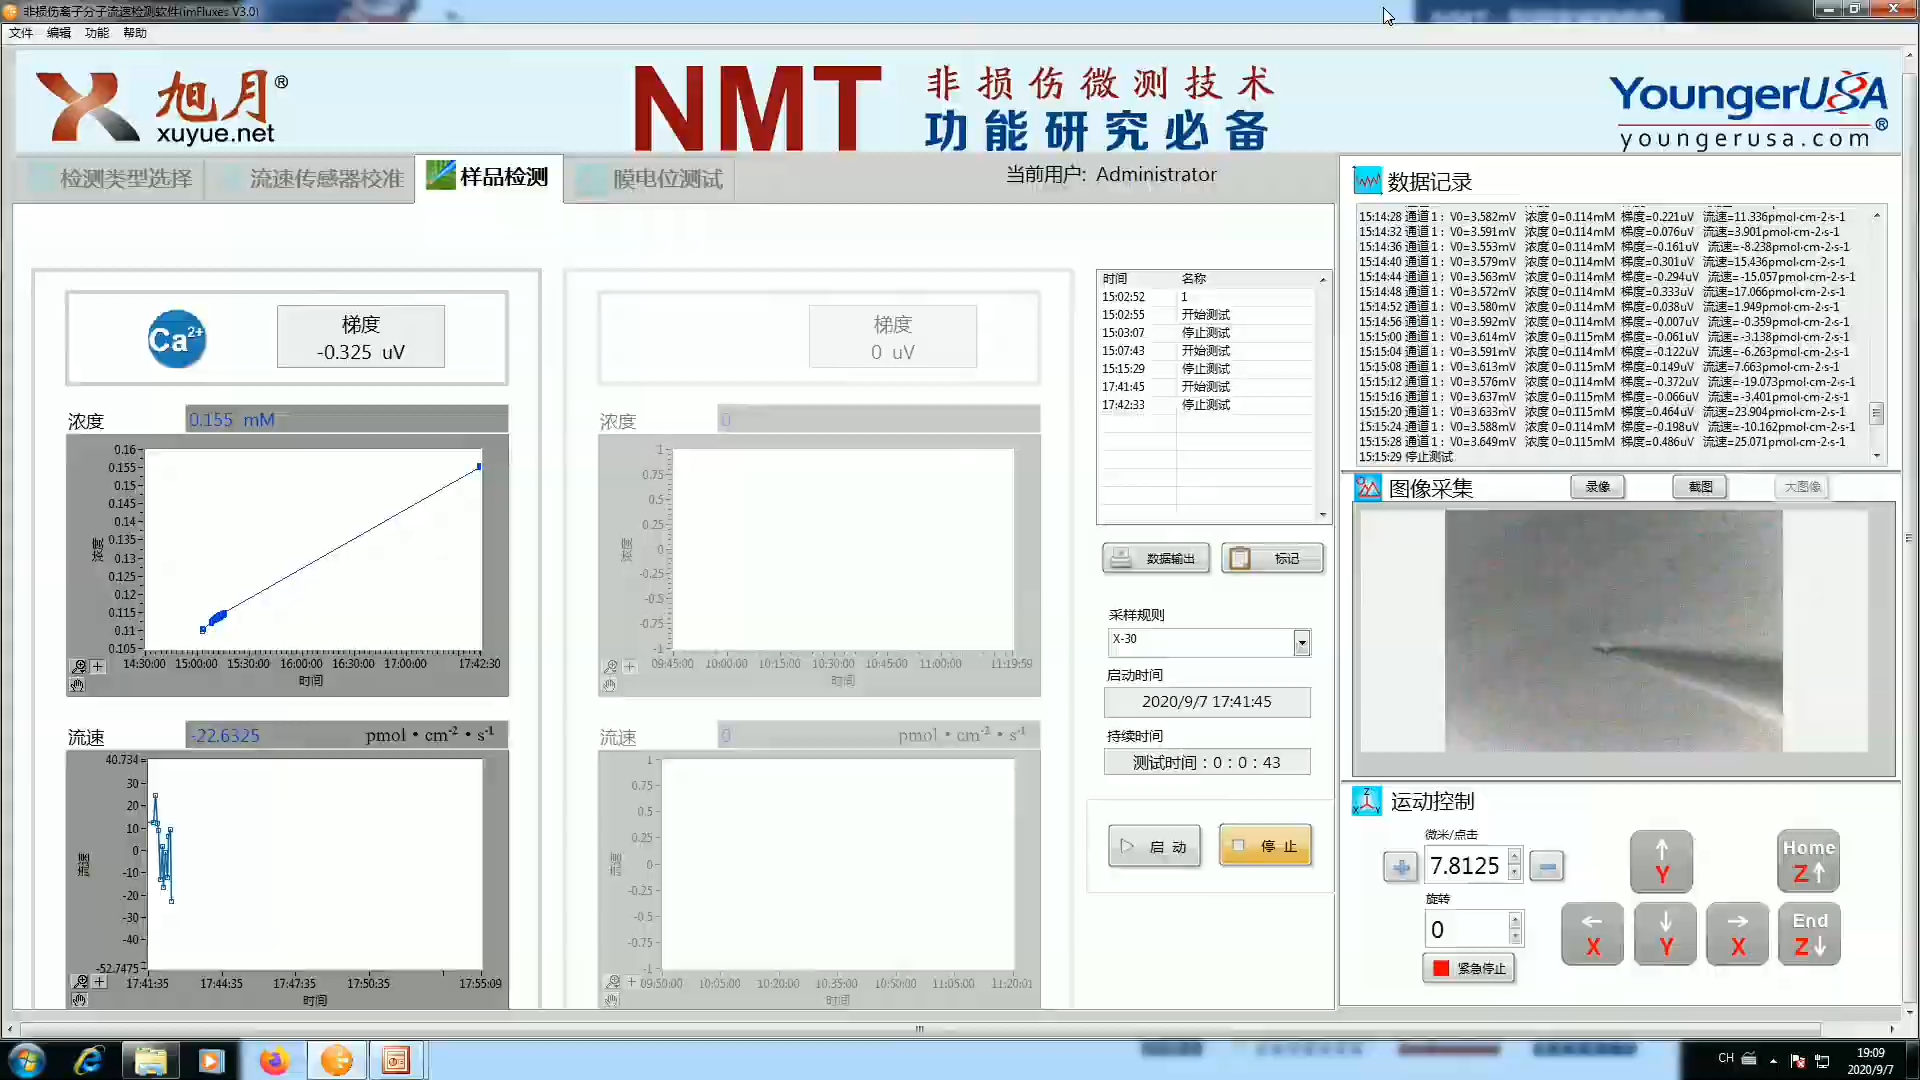 非损伤离子分子流速检测软件(imFluxes V3.0)
文件 编辑 功能 帮助
旭月®
xuyue.net
NMT
非损伤微测技术
功能研究必备
YoungerUSA®
youngerusa.com
检测类型选择 流速传感器校准 样品检测 膜电位测试
当前用户: Administrator
Ca2+
梯度
-0.325 uV
浓度 0.155 mM
0.16
0.155
0.15
0.145
0.14
0.135
0.13
0.125
0.12
0.115
0.11
0.105
浓度
14:30:00 15:00:00 15:30:00 16:00:00 16:30:00 17:00:00 17:42:30
时间
流速 -22.6325 pmol•cm-2•s-1
40.734
30
20
10
0
-10
-20
-30
-40
-52.7475
流速
17:41:35 17:44:35 17:47:35 17:50:35 17:55:09
时间
梯度
0 uV
浓度 0
1
0.75
0.5
0.25
0
-0.25
-0.5
-0.75
-1
浓度
09:45:00 10:00:00 10:15:00 10:30:00 10:45:00 11:00:00 11:19:59
时间
流速 0 pmol•cm-2•s-1
1
0.75
0.5
0.25
0
-0.25
-0.5
-0.75
-1
流速
09:50:00 10:05:00 10:20:00 10:35:00 10:50:00 11:05:00 11:20:01
时间
时间 名称
15:02:52 1
15:02:55 开始测试
15:03:07 停止测试
15:07:43 开始测试
15:15:29 停止测试
17:41:45 开始测试
17:42:33 停止测试
数据输出 标记
采样规则
X-30
启动时间
2020/9/7 17:41:45
持续时间
测试时间：0：0：43
启动 停止
数据记录
15:14:28 通道1： V0=3.582mV 浓度0=0.114mM 梯度=0.221uV 流速=11.336pmol·cm-2·s-1
15:14:32 通道1： V0=3.591mV 浓度0=0.114mM 梯度=0.076uV 流速=3.901pmol·cm-2·s-1
15:14:36 通道1： V0=3.553mV 浓度0=0.114mM 梯度=-0.161uV 流速=-8.238pmol·cm-2·s-1
15:14:40 通道1： V0=3.579mV 浓度0=0.114mM 梯度=0.301uV 流速=15.436pmol·cm-2·s-1
15:14:44 通道1： V0=3.563mV 浓度0=0.114mM 梯度=-0.294uV 流速=-15.057pmol·cm-2·s-1
15:14:48 通道1： V0=3.572mV 浓度0=0.114mM 梯度=0.333uV 流速=17.066pmol·cm-2·s-1
15:14:52 通道1： V0=3.580mV 浓度0=0.114mM 梯度=0.038uV 流速=1.949pmol·cm-2·s-1
15:14:56 通道1： V0=3.592mV 浓度0=0.114mM 梯度=-0.007uV 流速=-0.359pmol·cm-2·s-1
15:15:00 通道1： V0=3.614mV 浓度0=0.115mM 梯度=-0.061uV 流速=-3.138pmol·cm-2·s-1
15:15:04 通道1： V0=3.591mV 浓度0=0.114mM 梯度=-0.122uV 流速=-6.263pmol·cm-2·s-1
15:15:08 通道1： V0=3.613mV 浓度0=0.115mM 梯度=0.149uV 流速=7.663pmol·cm-2·s-1
15:15:12 通道1： V0=3.576mV 浓度0=0.114mM 梯度=-0.372uV 流速=-19.073pmol·cm-2·s-1
15:15:16 通道1： V0=3.637mV 浓度0=0.115mM 梯度=-0.066uV 流速=-3.401pmol·cm-2·s-1
15:15:20 通道1： V0=3.633mV 浓度0=0.115mM 梯度=0.464uV 流速=23.904pmol·cm-2·s-1
15:15:24 通道1： V0=3.588mV 浓度0=0.114mM 梯度=-0.198uV 流速=-10.162pmol·cm-2·s-1
15:15:28 通道1： V0=3.649mV 浓度0=0.115mM 梯度=0.486uV 流速=25.071pmol·cm-2·s-1
15:15:29 停止测试
图像采集 录像 截图 大图像
运动控制
微米/点击
7.8125
旋转
0
紧急停止
Y
Home
Z
X
Y
X
End
Z
CH
19:09
2020/9/7